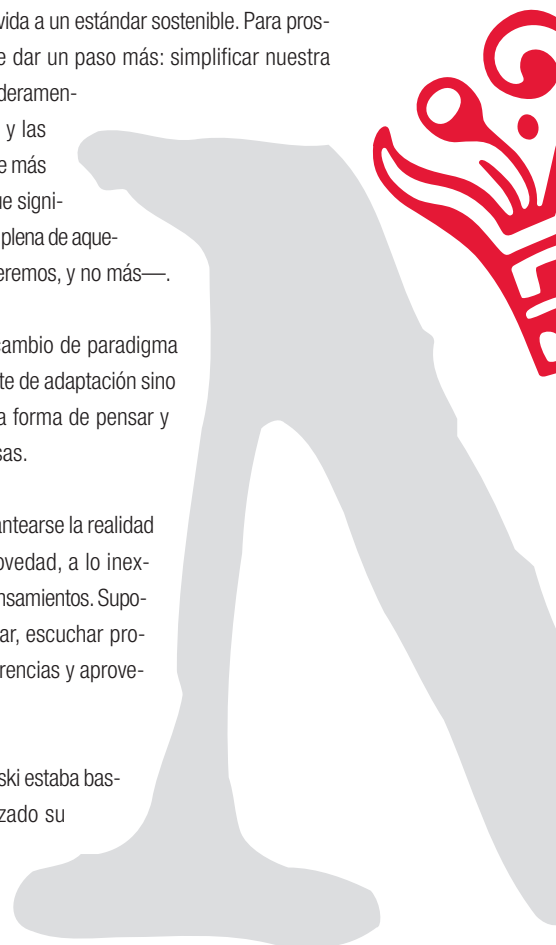 vida a un estándar sostenible. Para pros-
e dar un paso más: simplificar nuestra
deramen-
y las
e más
ue signi-
plena de aque-
eremos, y no más—.
cambio de paradigma
te de adaptación sino
a forma de pensar y
sas.
antearse la realidad
ovedad, a lo inex-
nsamientos. Supo-
ar, escuchar pro-
rencias y aprove-
ski estaba bas-
zado su